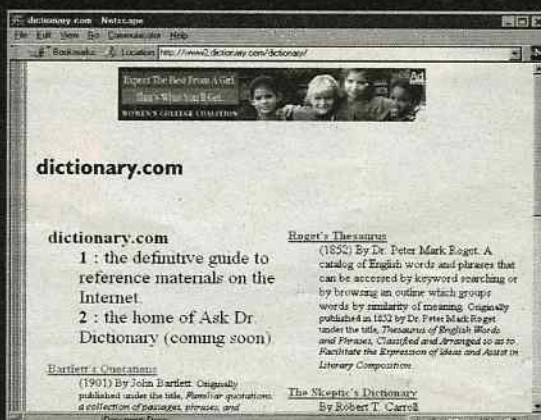 dictionary.com - Netscape
File Edit View Go Communicator Help
Bookmarks Location http://www2.dictionary.com/dictionary/
Expect The Best From A Girl.
That's What You'll Get.
WOMEN'S COLLEGE COALITION
Ad
dictionary.com
dictionary.com
1 : the definitive guide to
reference materials on the
Internet.
2 : the home of Ask Dr.
Dictionary (coming soon)
Bartlett's Quotations
(1901) By John Bartlett. Originally
published under the title, Familiar quotations:
a collection of passages, phrases, and
Roget's Thesaurus
(1852) By Dr. Peter Mark Roget. A
catalog of English words and phrases that
can be accessed by keyword searching or
by browsing an outline which groups
words by similarity of meaning. Originally
published in 1852 by Dr. Peter Mark Roget
under the title, Thesaurus of English Words
and Phrases, Classified and Arranged so as to
Facilitate the Expression of Ideas and Assist in
Literary Composition.
The Skeptic's Dictionary
By Robert T. Carroll
Document: Done